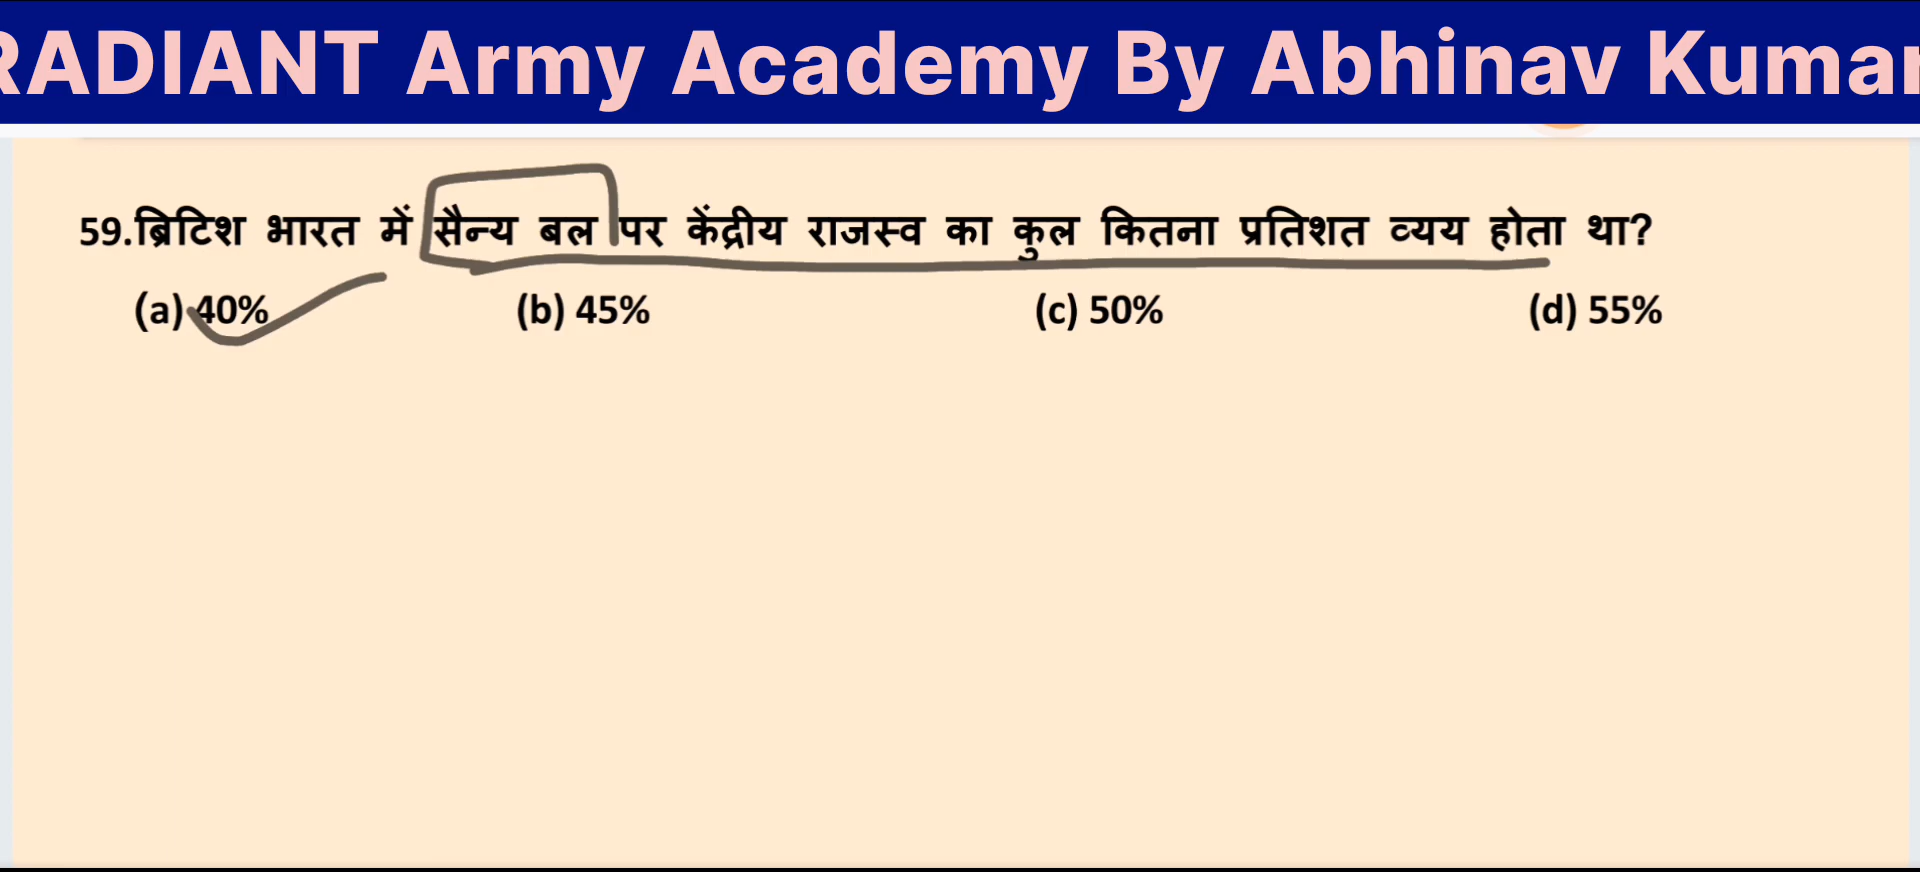 RADIANT Army Academy By Abhinav Kumar
59.ब्रिटिश भारत में सैन्य बल पर केंद्रीय राजस्व का कुल कितना प्रतिशत व्यय होता था?
(a) 40% (b) 45% (c) 50% (d) 55%